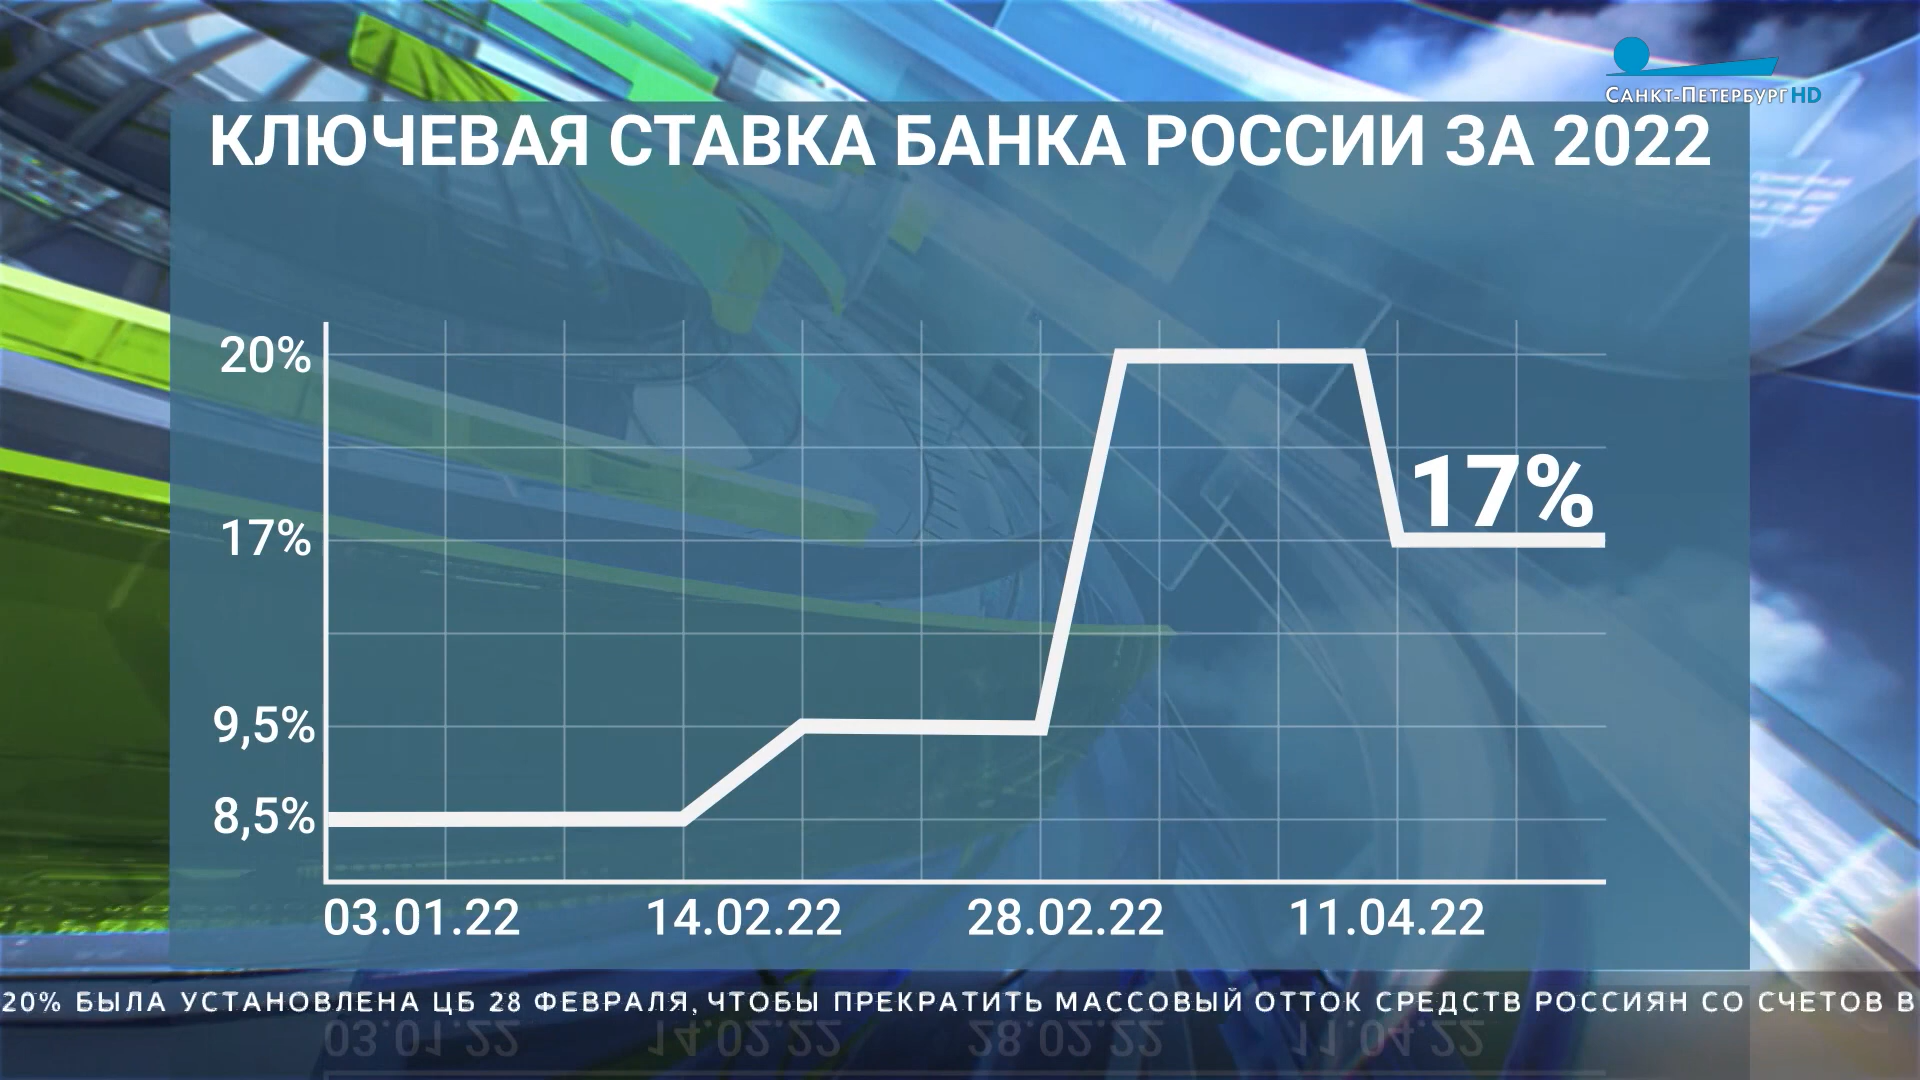 САНКТ-ПЕТЕРБУРГ HD
КЛЮЧЕВАЯ СТАВКА БАНКА РОССИИ ЗА 2022
20%
17%
17%
9,5%
8,5%
03.01.22 14.02.22 28.02.22 11.04.22
20% БЫЛА УСТАНОВЛЕНА ЦБ 28 ФЕВРАЛЯ, ЧТОБЫ ПРЕКРАТИТЬ МАССОВЫЙ ОТТОК СРЕДСТВ РОССИЯН СО СЧЕТОВ В